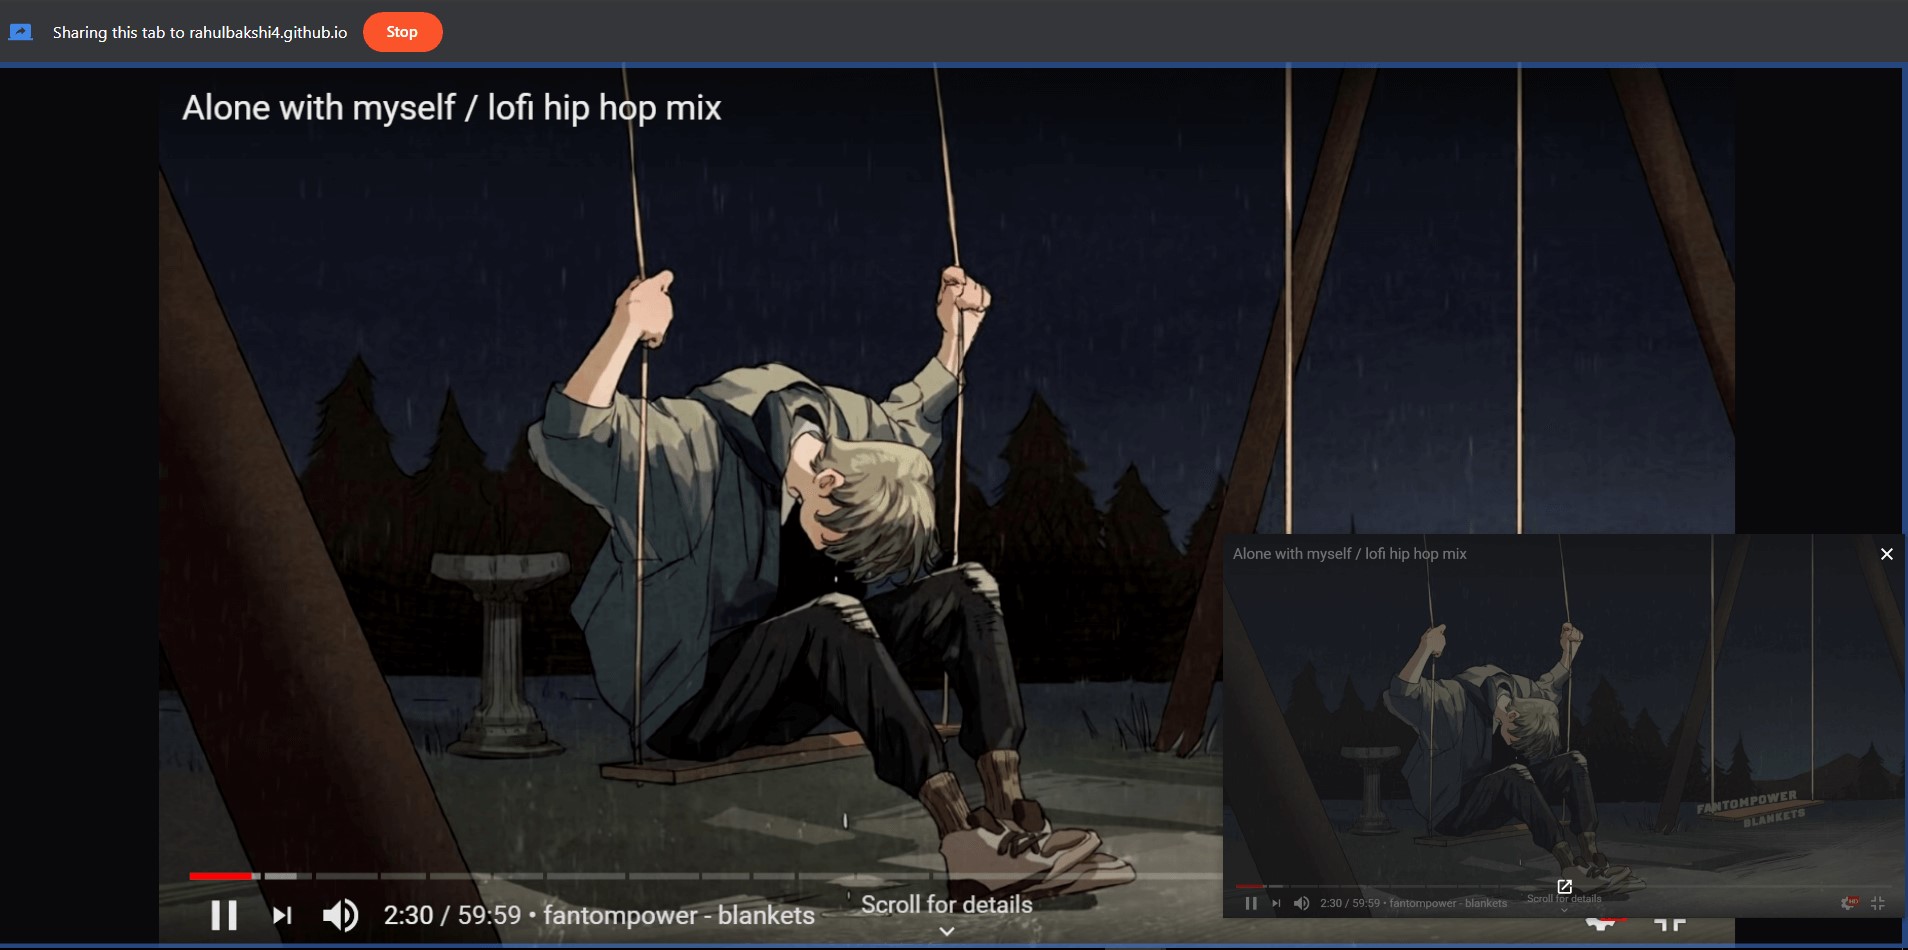 Sharing this tab to rahulbakshi4.github.io Stop
Alone with myself / lofi hip hop mix
2:30 / 59:59 • fantompower - blankets
Scroll for details
Alone with myself / lofi hip hop mix
FANTOMPOWER
BLANKETS
2:30 / 59:59 • fantompower - blankets
Scroll for details
HD